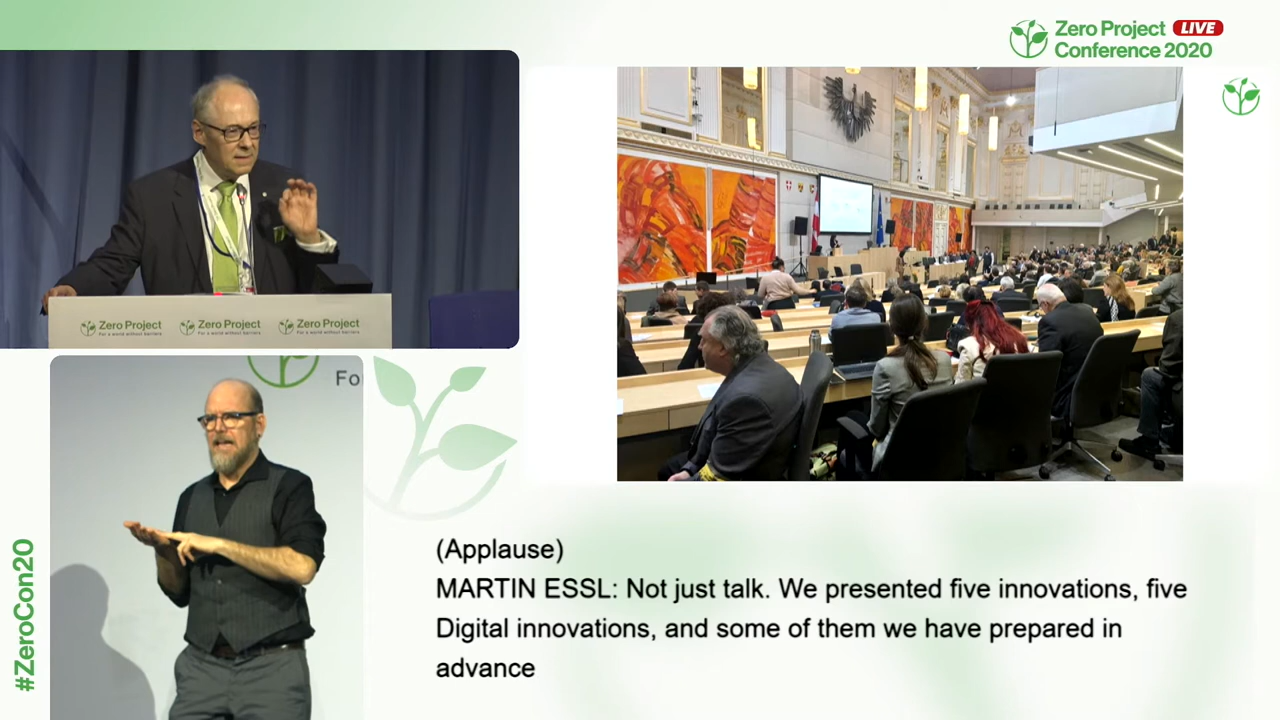 Zero Project LIVE
Conference 2020
Zero Project
For a world without barriers
Zero Project
For a world without barriers
Zero Project
For a world without barriers
Fo
#ZeroCon20
(Applause)
MARTIN ESSL: Not just talk. We presented five innovations, five
Digital innovations, and some of them we have prepared in
advance